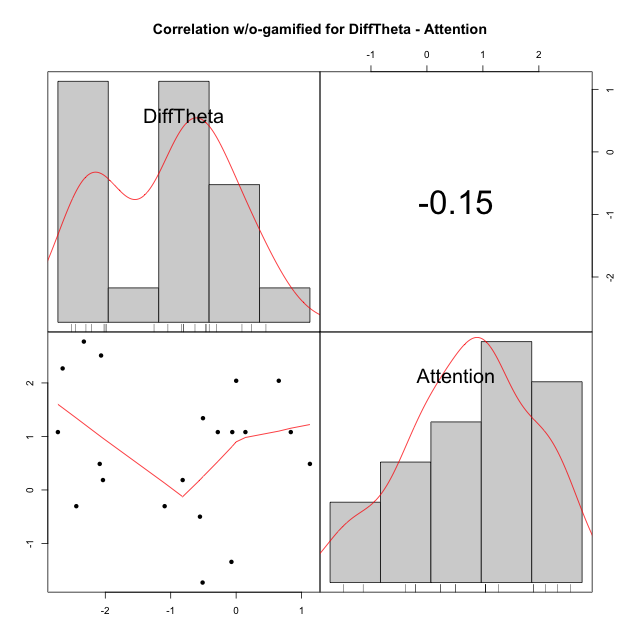 Correlation w/o-gamified for DiffTheta - Attention
-1 0 1 2
DiffTheta
-0.15
1
0
-1
-2
Attention
2
1
0
-1
-2 -1 0 1